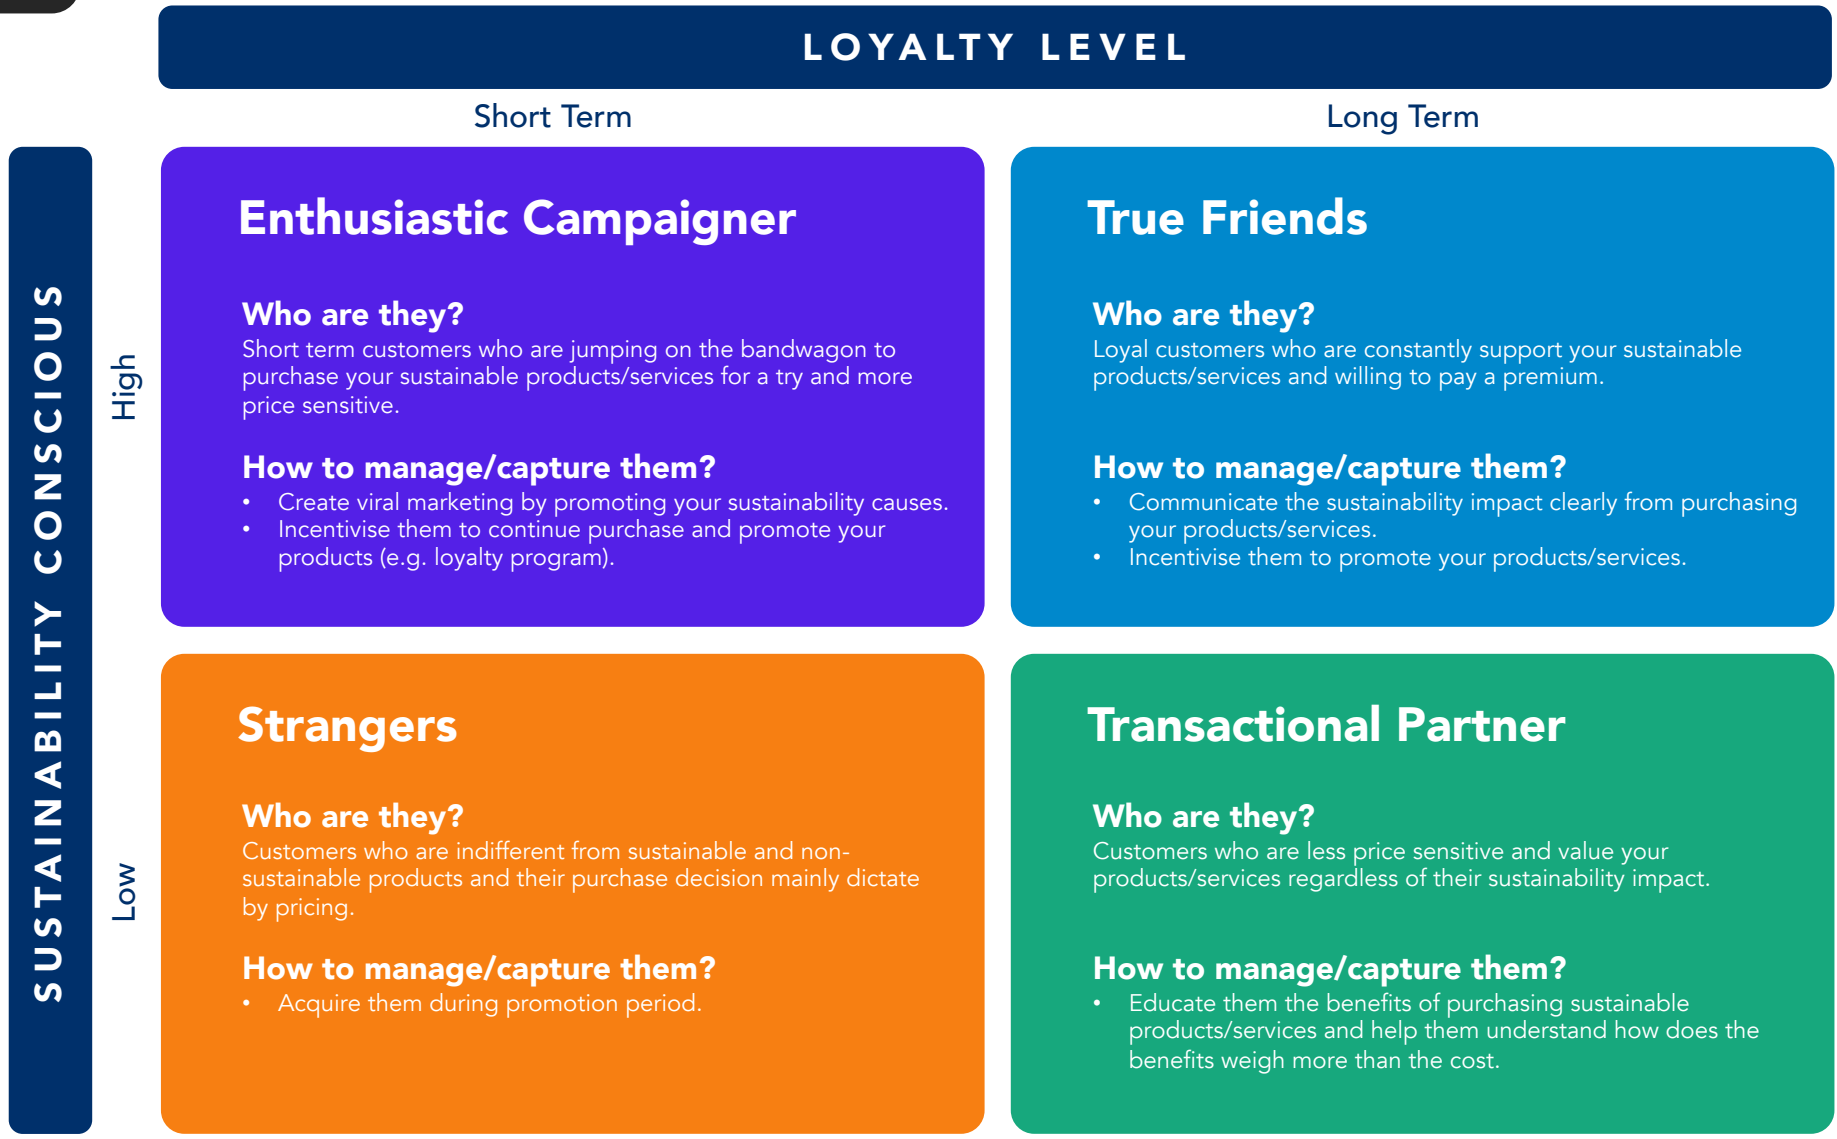 LOYALTY LEVEL
Short Term
Long Term
SUSTAINABILITY CONSCIOUS
High
Enthusiastic Campaigner
Who are they?
Short term customers who are jumping on the bandwagon to
purchase your sustainable products/services for a try and more
price sensitive.
How to manage/capture them?
• Create viral marketing by promoting your sustainability causes.
• Incentivise them to continue purchase and promote your
products (e.g. loyalty program).
True Friends
Who are they?
Loyal customers who are constantly support your sustainable
products/services and willing to pay a premium.
How to manage/capture them?
• Communicate the sustainability impact clearly from purchasing
your products/services.
• Incentivise them to promote your products/services.
Low
Strangers
Who are they?
Customers who are indifferent from sustainable and non-
sustainable products and their purchase decision mainly dictate
by pricing.
How to manage/capture them?
• Acquire them during promotion period.
Transactional Partner
Who are they?
Customers who are less price sensitive and value your
products/services regardless of their sustainability impact.
How to manage/capture them?
• Educate them the benefits of purchasing sustainable
products/services and help them understand how does the
benefits weigh more than the cost.